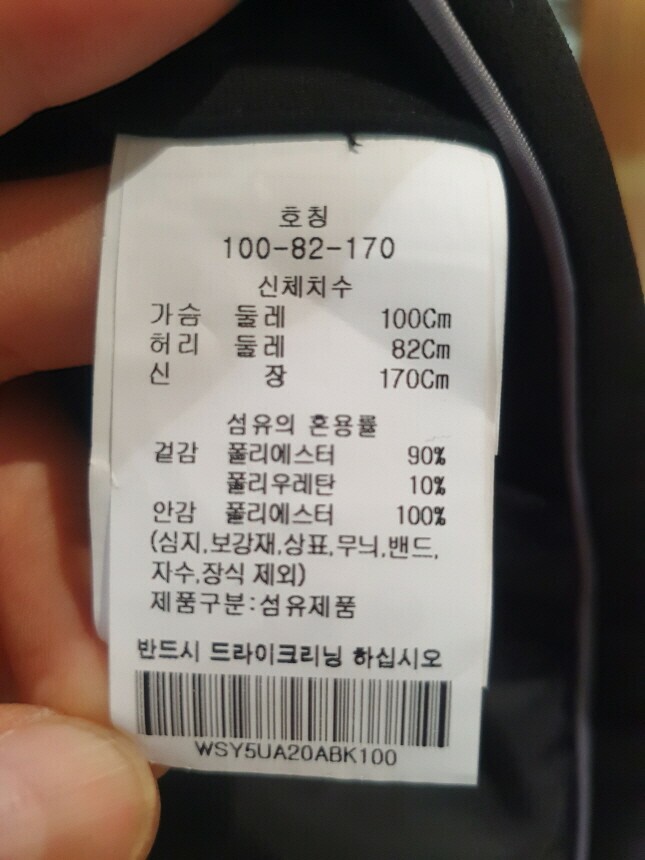 호칭
100-82-170
신체치수
가슴 둘레 100Cm
허리 둘레 82Cm
신 장 170Cm
섬유의 혼용률
겉감 폴리에스터 90%
폴리우레탄 10%
안감 폴리에스터 100%
(심지,보강재,상표,무늬,밴드,
자수,장식 제외)
제품구분:섬유제품
반드시 드라이크리닝 하십시오
WSY5UA20ABK100